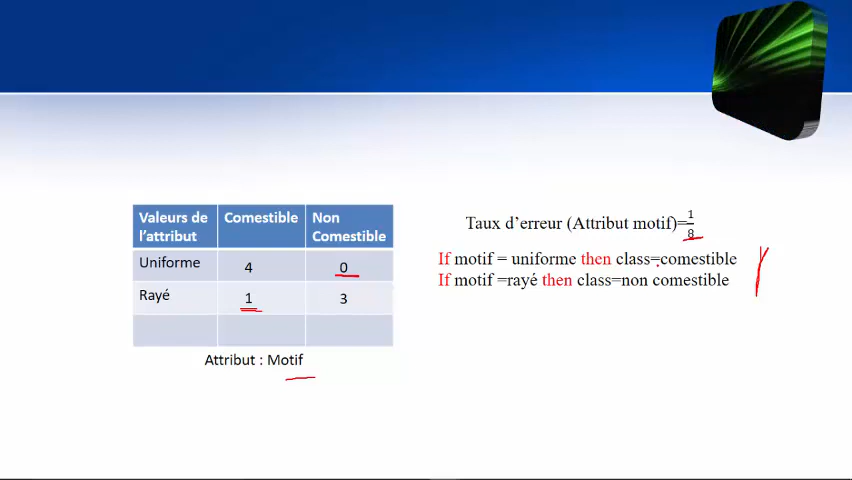 Valeurs de l'attribut Comestible Non Comestible
Uniforme 4 0
Rayé 1 3
Attribut : Motif
Taux d'erreur (Attribut motif)=1/8
If motif = uniforme then class=comestible
If motif =rayé then class=non comestible